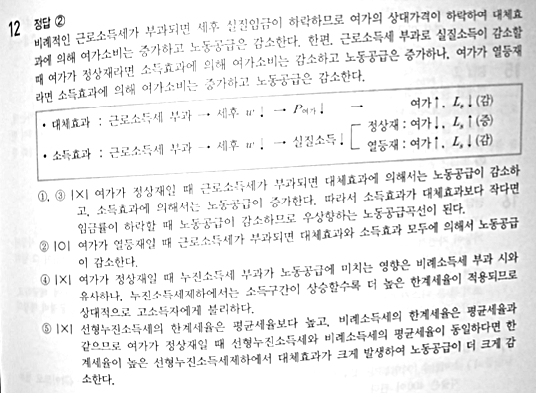 12 정답 ②
비례적인 근로소득세가 부과되면 세후 실질임금이 하락하므로 여가의 상대가격이 하락하여 대체효
과에 의해 여가소비는 증가하고 노동공급은 감소한다. 한편, 근로소득세 부과로 실질소득이 감소할
때 여가가 정상재라면 소득효과에 의해 여가소비는 감소하고 노동공급은 증가하나, 여가가 열등재
라면 소득효과에 의해 여가소비는 증가하고 노동공급은 감소한다.
• 대체효과 : 근로소득세 부과 → 세후 w↓ → P여가↓ → 여가↑, Ls↓(감)
• 소득효과 : 근로소득세 부과 → 세후 w↓ → 실질소득↓ 정상재 : 여가↓, Ls↑(증)
열등재 : 여가↑, Ls↓(감)
①, ③ |X| 여가가 정상재일 때 근로소득세가 부과되면 대체효과에 의해서는 노동공급이 감소하
고, 소득효과에 의해서는 노동공급이 증가한다. 따라서 소득효과가 대체효과보다 작다면
임금률이 하락할 때 노동공급이 감소하므로 우상향하는 노동공급곡선이 된다.
② |O| 여가가 열등재일 때 근로소득세가 부과되면 대체효과와 소득효과 모두에 의해서 노동공급
이 감소한다.
④ |X| 여가가 정상재일 때 누진소득세 부과가 노동공급에 미치는 영향은 비례소득세 부과 시와
유사하나, 누진소득세제하에서는 소득구간이 상승할수록 더 높은 한계세율이 적용되므로
상대적으로 고소득자에게 불리하다.
⑤ |X| 선형누진소득세의 한계세율은 평균세율보다 높고, 비례소득세의 한계세율은 평균세율과
같으므로 여가가 정상재일 때 선형누진소득세와 비례소득세의 평균세율이 동일하다면 한
계세율이 높은 선형누진소득세제하에서 대체효과가 크게 발생하여 노동공급이 더 크게 감
소한다.